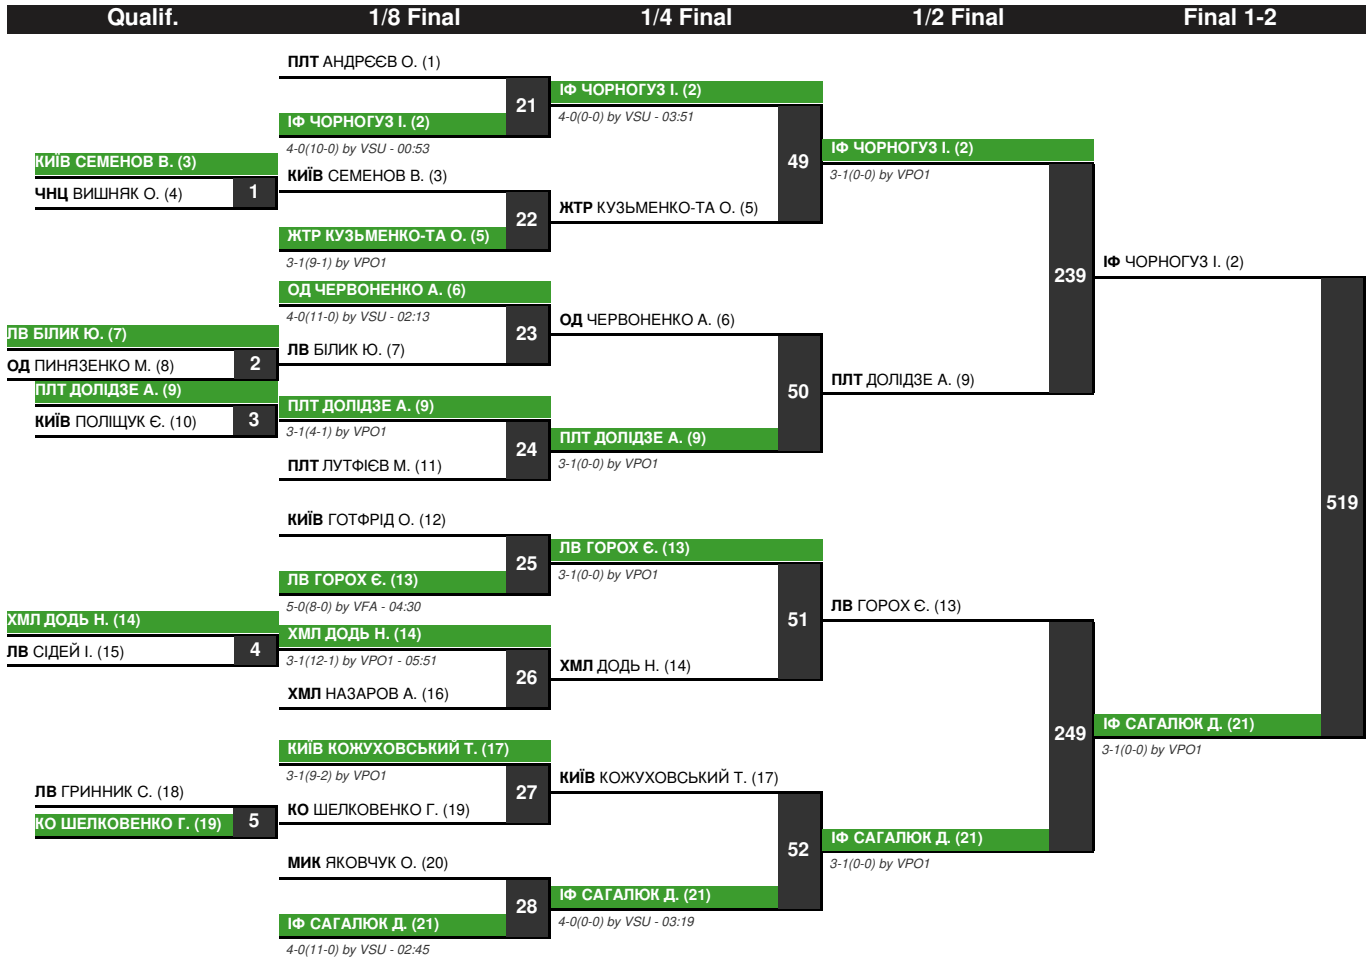 Qualif.
1/8 Final
1/4 Final
1/2 Final
Final 1-2
КИЇВ СЕМЕНОВ В. (3)
ЧНЦ ВИШНЯК О. (4)
1
ЛВ БІЛИК Ю. (7)
ОД ПИНЯЗЕНКО М. (8)
2
ПЛТ ДОЛІДЗЕ А. (9)
КИЇВ ПОЛІЩУК Є. (10)
3
ХМЛ ДОДЬ Н. (14)
ЛВ СІДЕЙ І. (15)
4
ЛВ ГРИННИК С. (18)
КО ШЕЛКОВЕНКО Г. (19)
5
ПЛТ АНДРЄЄВ О. (1)
21
ІФ ЧОРНОГУЗ І. (2)
4-0(10-0) by VSU - 00:53
КИЇВ СЕМЕНОВ В. (3)
22
ЖТР КУЗЬМЕНКО-ТА О. (5)
3-1(9-1) by VPO1
ОД ЧЕРВОНЕНКО А. (6)
4-0(11-0) by VSU - 02:13
23
ЛВ БІЛИК Ю. (7)
ПЛТ ДОЛІДЗЕ А. (9)
3-1(4-1) by VPO1
24
ПЛТ ЛУТФІЄВ М. (11)
КИЇВ ГОТФРІД О. (12)
25
ЛВ ГОРОХ Є. (13)
5-0(8-0) by VFA - 04:30
ХМЛ ДОДЬ Н. (14)
3-1(12-1) by VPO1 - 05:51
26
ХМЛ НАЗАРОВ А. (16)
КИЇВ КОЖУХОВСЬКИЙ Т. (17)
3-1(9-2) by VPO1
27
КО ШЕЛКОВЕНКО Г. (19)
МИК ЯКОВЧУК О. (20)
28
ІФ САГАЛЮК Д. (21)
4-0(11-0) by VSU - 02:45
ІФ ЧОРНОГУЗ І. (2)
4-0(0-0) by VSU - 03:51
49
ЖТР КУЗЬМЕНКО-ТА О. (5)
ОД ЧЕРВОНЕНКО А. (6)
50
ПЛТ ДОЛІДЗЕ А. (9)
3-1(0-0) by VPO1
ЛВ ГОРОХ Є. (13)
3-1(0-0) by VPO1
51
ХМЛ ДОДЬ Н. (14)
КИЇВ КОЖУХОВСЬКИЙ Т. (17)
52
ІФ САГАЛЮК Д. (21)
4-0(0-0) by VSU - 03:19
ІФ ЧОРНОГУЗ І. (2)
3-1(0-0) by VPO1
239
ПЛТ ДОЛІДЗЕ А. (9)
ЛВ ГОРОХ Є. (13)
249
ІФ САГАЛЮК Д. (21)
3-1(0-0) by VPO1
ІФ ЧОРНОГУЗ І. (2)
519
ІФ САГАЛЮК Д. (21)
3-1(0-0) by VPO1